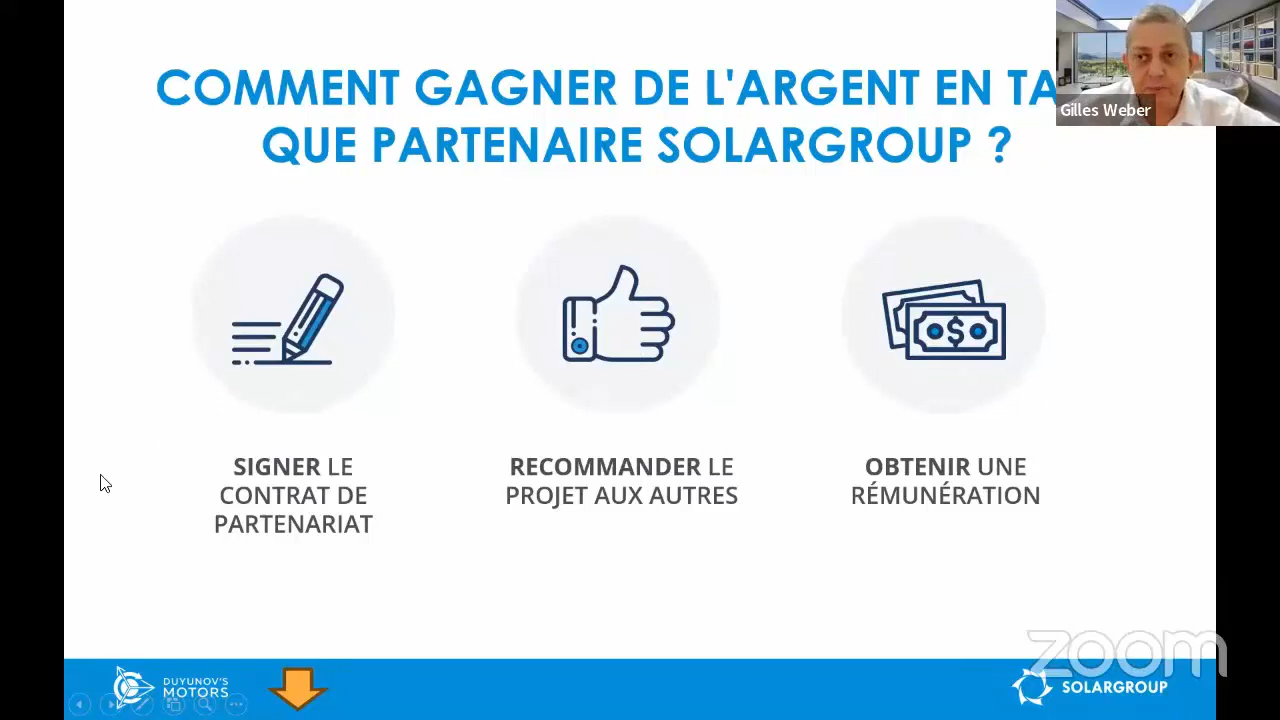 COMMENT GAGNER DE L'ARGENT EN TA
QUE PARTENAIRE SOLARGROUP ?
Gilles Weber
SIGNER LE
CONTRAT DE
PARTENARIAT
RECOMMANDER LE
PROJET AUX AUTRES
OBTENIR UNE
RÉMUNÉRATION
zoom
DUYUNOV'S
MOTORS
SOLARGROUP